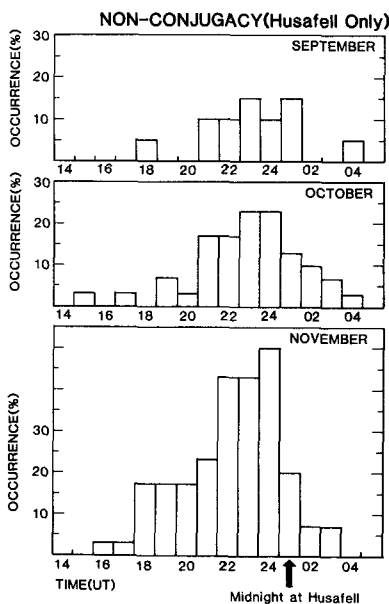 NON-CONJUGACY(Husafell Only)
OCCURRENCE(%)
30
20
10
SEPTEMBER
14 16 18 20 22 24 02 04
OCCURRENCE(%)
30
20
10
OCTOBER
14 16 18 20 22 24 02 04
OCCURRENCE(%)
30
20
10
NOVEMBER
14 16 18 20 22 24 02 04
TIME(UT)
Midnight at Husafell